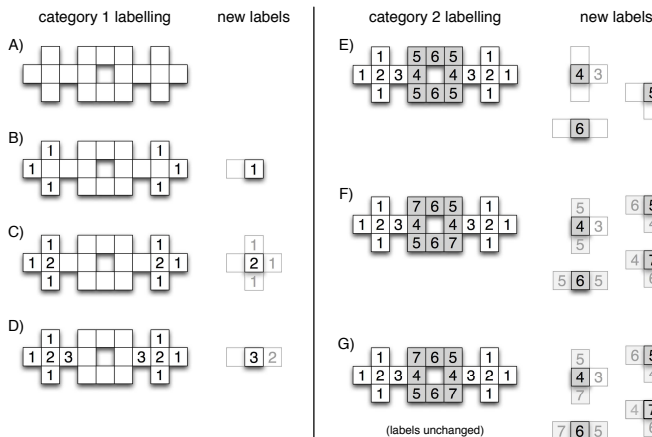 category 1 labelling
new labels
A)
B)
1 1
1 1
1 1
1
C)
1 1
1 2 2 1
1 1
1
2 1
1
D)
1 1
1 2 3 3 2 1
1 1
3 2
category 2 labelling
new labels
E)
1 5 6 5 1
1 2 3 4 4 3 2 1
1 5 6 5 1
4 3
5
6
F)
1 7 6 5 1
1 2 3 4 4 3 2 1
1 5 6 7 1
5
4 3
5
6 5
4
5 6 5
4 7
6
G)
1 7 6 5 1
1 2 3 4 4 3 2 1
1 5 6 7 1
(labels unchanged)
5
4 3
7
6 5
4
7 6 5
4 7
6